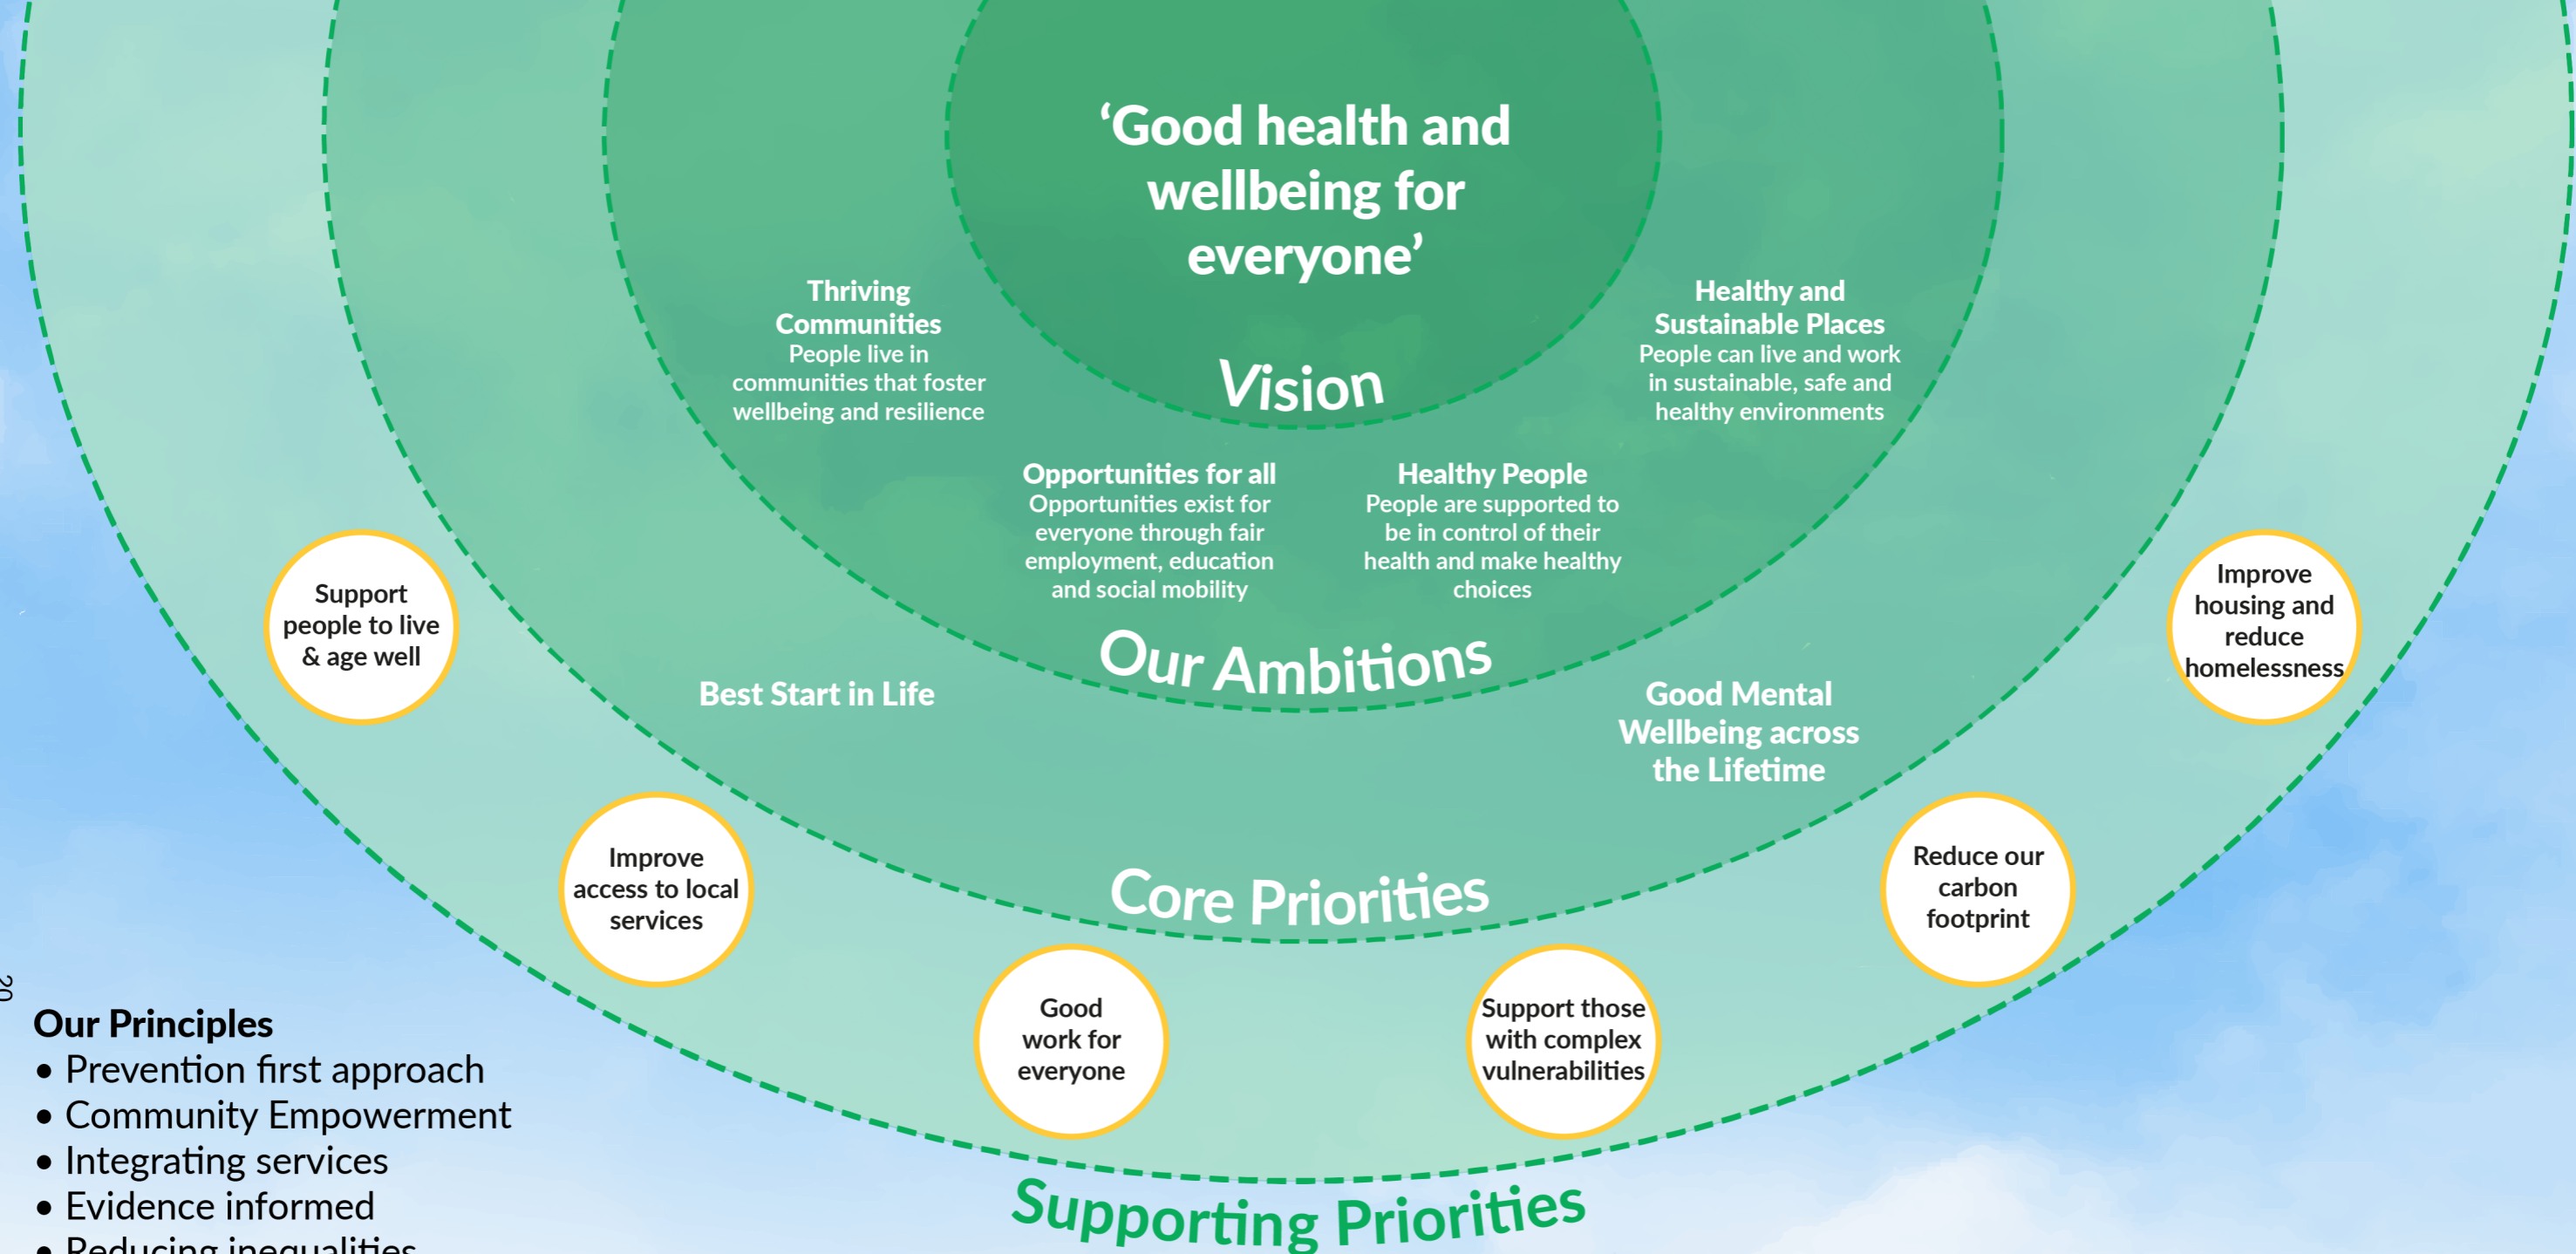 ‘Good health and
wellbeing for
everyone’
Vision
Thriving
Communities
People live in
communities that foster
wellbeing and resilience
Opportunities for all
Opportunities exist for
everyone through fair
employment, education
and social mobility
Healthy People
People are supported to
be in control of their
health and make healthy
choices
Healthy and
Sustainable Places
People can live and work
in sustainable, safe and
healthy environments
Our Ambitions
Best Start in Life
Good Mental
Wellbeing across
the Lifetime
Core Priorities
Support
people to live
& age well
Improve
access to local
services
Good
work for
everyone
Support those
with complex
vulnerabilities
Reduce our
carbon
footprint
Improve
housing and
reduce
homelessness
Supporting Priorities
20
Our Principles
• Prevention first approach
• Community Empowerment
• Integrating services
• Evidence informed
• Reducing inequalities